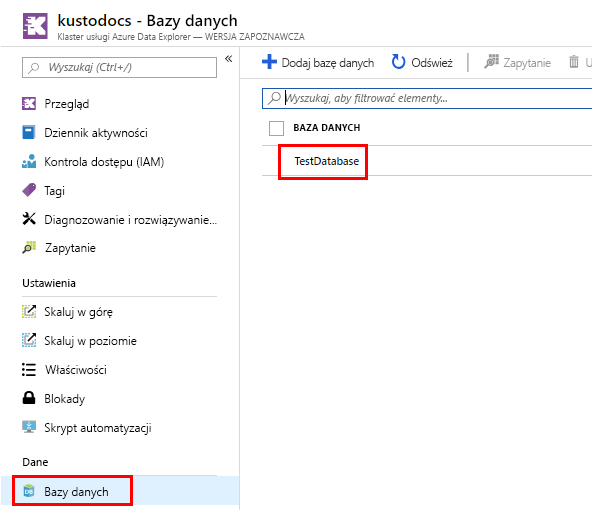 kustodocs - Bazy danych
Klaster usługi Azure Data Explorer — WERSJA ZAPOZNAWCZA
Wyszukaj (Ctrl+/)
«
Przegląd
Dziennik aktywności
Kontrola dostępu (IAM)
Tagi
Diagnozowanie i rozwiązywanie...
Zapytanie
Ustawienia
Skaluj w górę
Skaluj w poziomie
Właściwości
Blokady
Skrypt automatyzacji
Dane
Bazy danych
Dodaj bazę danych
Odśwież
Zapytanie
U
Wyszukaj, aby filtrować elementy...
BAZA DANYCH
TestDatabase